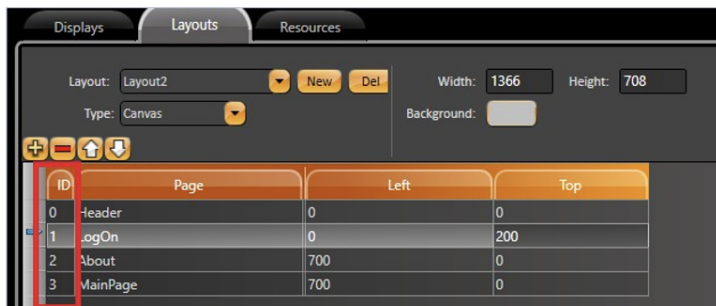 Displays Layouts Resources
Layout: Layout2 New Del Width: 1366 Height: 708
Type: Canvas Background:
ID Page Left Top
0 Header 0 0
1 LogOn 0 200
2 About 700 0
3 MainPage 700 0